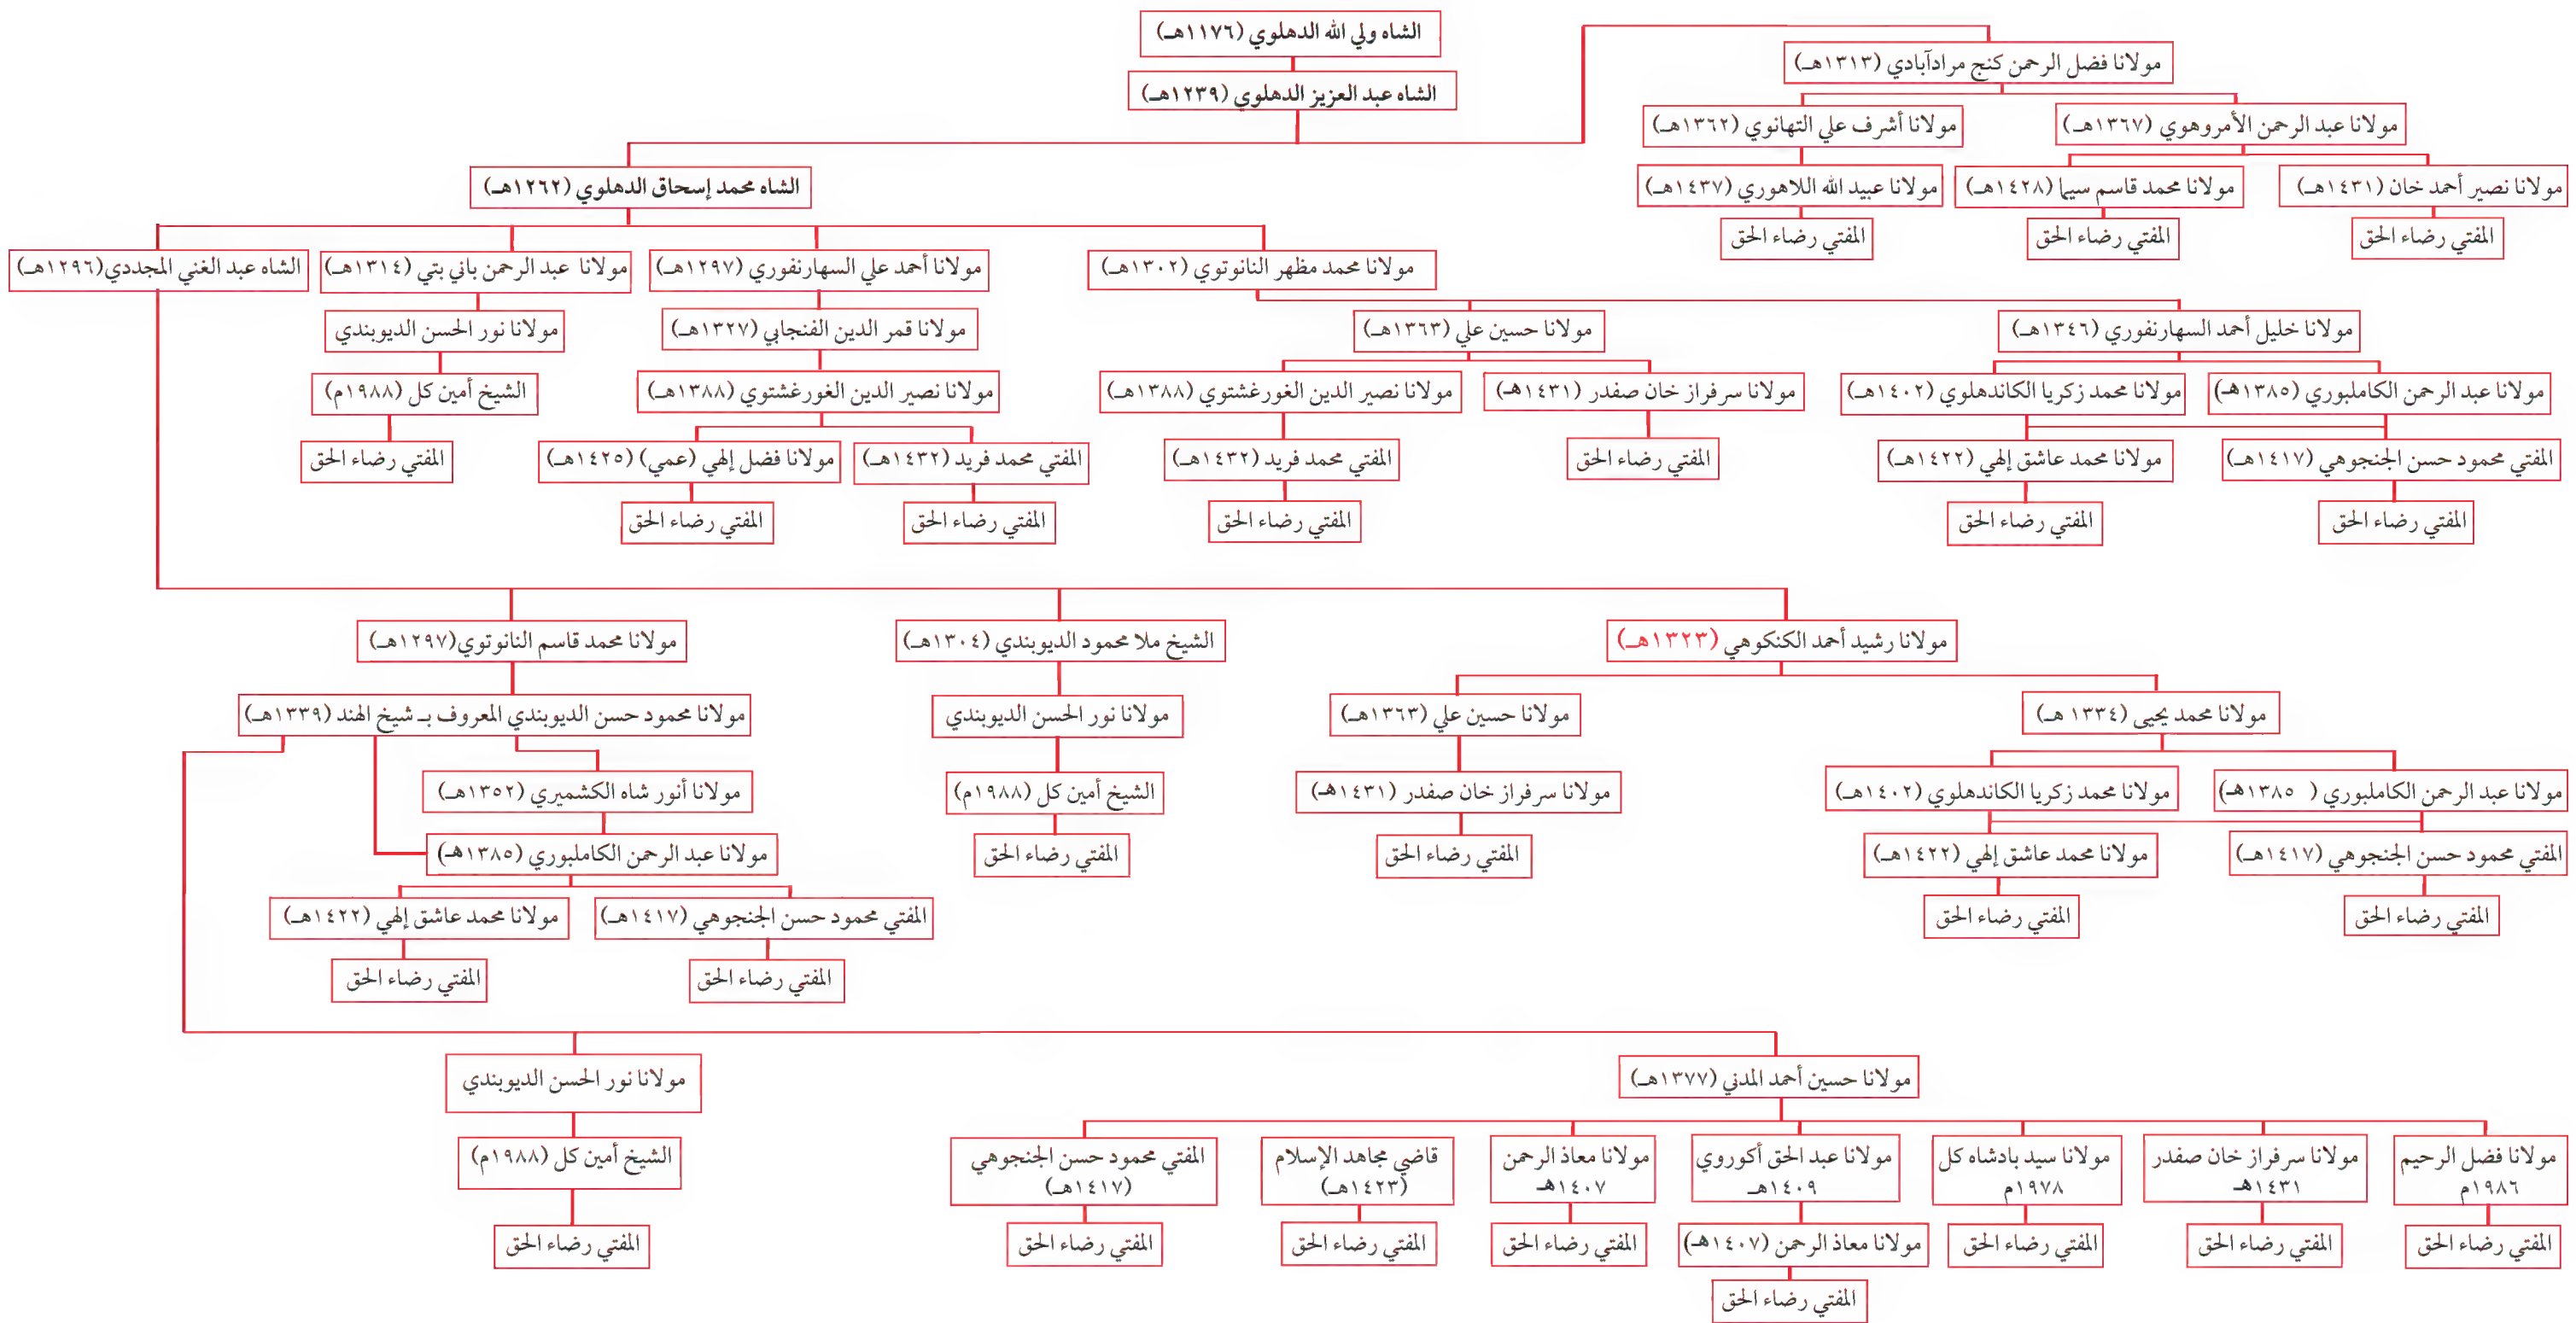 الشاه ولي الله الدهلوي (١١٧٦هـ)
الشاه عبد العزيز الدهلوي (١٢٣٩هـ)
مولانا فضل الرحمن كنج مرادآبادي (١٣١٣هـ)
مولانا عبد الرحمن الأمروهوي (١٣٦٧هـ)
مولانا أشرف علي التهانوي (١٣٦٢هـ)
مولانا نصير أحمد خان (١٤٣١هـ)
مولانا محمد قاسم سيما (١٤٢٨هـ)
مولانا عبيد الله اللاهوري (١٤٣٧هـ)
المفتي رضاء الحق
المفتي رضاء الحق
المفتي رضاء الحق
الشاه محمد إسحاق الدهلوي (١٢٦٢هـ)
مولانا محمد مظهر النانوتوي (١٣٠٢هـ)
مولانا أحمد علي السهارنفوري (١٢٩٧هـ)
مولانا عبد الرحمن باني بتي (١٣١٤هـ)
الشاه عبد الغني المجددي(١٢٩٦هـ)
مولانا خليل أحمد السهارنفوري (١٣٤٦هـ)
مولانا حسين علي (١٣٦٣هـ)
مولانا قمر الدين الفنجابي (١٣٢٧هـ)
مولانا نور الحسن الديوبندي
مولانا عبد الرحمن الكاملبوري (١٣٨٥هـ)
مولانا محمد زكريا الكاندهلوي (١٤٠٢هـ)
مولانا سرفراز خان صفدر (١٤٣١هـ)
مولانا نصير الدين الغورغشتوي (١٣٨٨هـ)
مولانا نصير الدين الغورغشتوي (١٣٨٨هـ)
الشيخ أمين كل (١٩٨٨م)
المفتي محمود حسن الجنجوهي (١٤١٧هـ)
مولانا محمد عاشق إلهي (١٤٢٢هـ)
المفتي رضاء الحق
المفتي محمد فريد (١٤٣٢هـ)
المفتي محمد فريد (١٤٣٢هـ)
مولانا فضل إلهي (عمي) (١٤٢٥هـ)
المفتي رضاء الحق
المفتي رضاء الحق
المفتي رضاء الحق
المفتي رضاء الحق
المفتي رضاء الحق
المفتي رضاء الحق
مولانا رشيد أحمد الكنكوهي (١٣٢٣هـ)
الشيخ ملا محمود الديوبندي (١٣٠٤هـ)
مولانا محمد قاسم النانوتوي(١٢٩٧هـ)
مولانا محمد يحيى (١٣٣٤ هـ)
مولانا حسين علي (١٣٦٣هـ)
مولانا نور الحسن الديوبندي
مولانا محمود حسن الديوبندي المعروف بـ شيخ الهند (١٣٣٩هـ)
مولانا عبد الرحمن الكاملبوري ( ١٣٨٥هـ)
مولانا محمد زكريا الكاندهلوي (١٤٠٢هـ)
مولانا سرفراز خان صفدر (١٤٣١هـ)
الشيخ أمين كل (١٩٨٨م)
مولانا أنور شاه الكشميري (١٣٥٢هـ)
المفتي محمود حسن الجنجوهي (١٤١٧هـ)
مولانا محمد عاشق إلهي (١٤٢٢هـ)
المفتي رضاء الحق
المفتي رضاء الحق
مولانا عبد الرحمن الكاملبوري (١٣٨٥هـ)
المفتي رضاء الحق
المفتي رضاء الحق
المفتي محمود حسن الجنجوهي (١٤١٧هـ)
مولانا محمد عاشق إلهي (١٤٢٢هـ)
المفتي رضاء الحق
المفتي رضاء الحق
مولانا حسين أحمد المدني (١٣٧٧هـ)
مولانا نور الحسن الديوبندي
مولانا فضل الرحيم
١٩٨٦م
مولانا سرفراز خان صفدر
١٤٣١هـ
مولانا سيد بادشاه كل
١٩٧٨م
مولانا عبد الحق أكوروي
١٤٠٩هـ
مولانا معاذ الرحمن
١٤٠٧هـ
قاضي مجاهد الإسلام
(١٤٢٣هـ)
المفتي محمود حسن الجنجوهي
(١٤١٧هـ)
الشيخ أمين كل (١٩٨٨م)
المفتي رضاء الحق
المفتي رضاء الحق
المفتي رضاء الحق
مولانا معاذ الرحمن (١٤٠٧هـ)
المفتي رضاء الحق
المفتي رضاء الحق
المفتي رضاء الحق
المفتي رضاء الحق
المفتي رضاء الحق